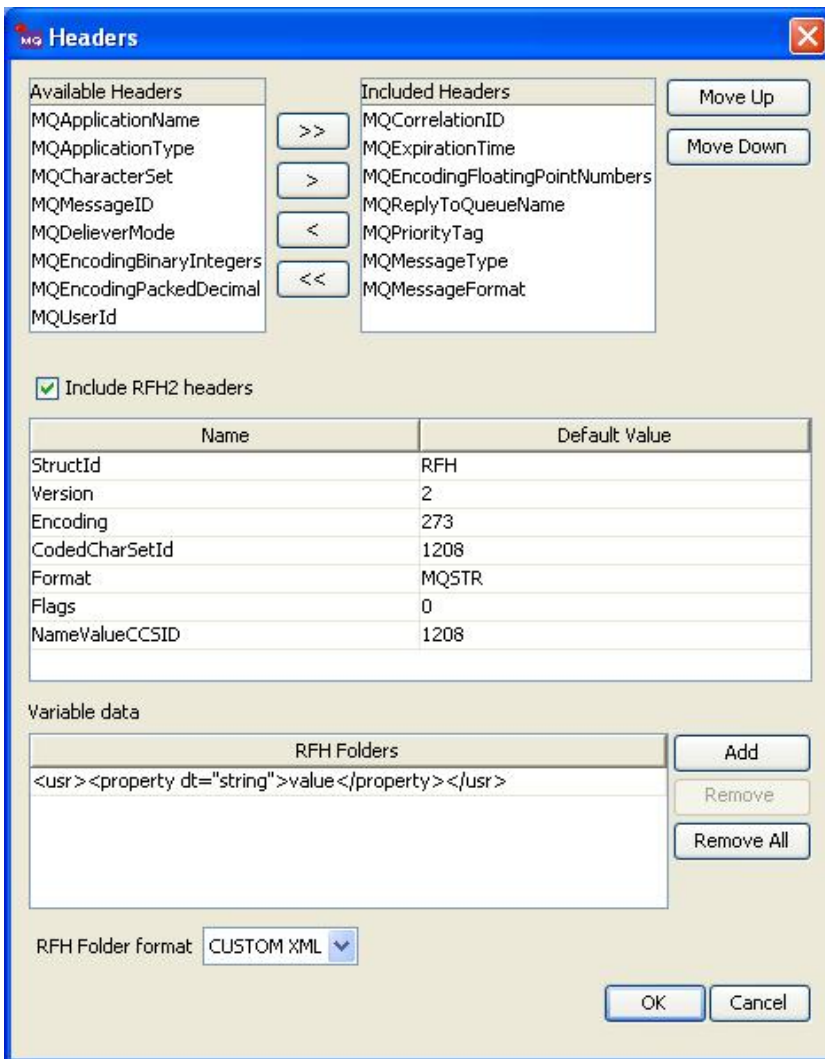 MQ Headers
Available Headers
MQApplicationName
MQApplicationType
MQCharacterSet
MQMessageID
MQDelieverMode
MQEncodingBinaryIntegers
MQEncodingPackedDecimal
MQUserId
>>
>
<
<<
Included Headers
MQCorrelationID
MQExpirationTime
MQEncodingFloatingPointNumbers
MQReplyToQueueName
MQPriorityTag
MQMessageType
MQMessageFormat
Move Up
Move Down
Include RFH2 headers
Name Default Value
StructId RFH
Version 2
Encoding 273
CodedCharSetId 1208
Format MQSTR
Flags 0
NameValueCCSID 1208
Variable data
RFH Folders
<usr><property dt="string">value</property></usr>
Add
Remove
Remove All
RFH Folder format CUSTOM XML
OK Cancel